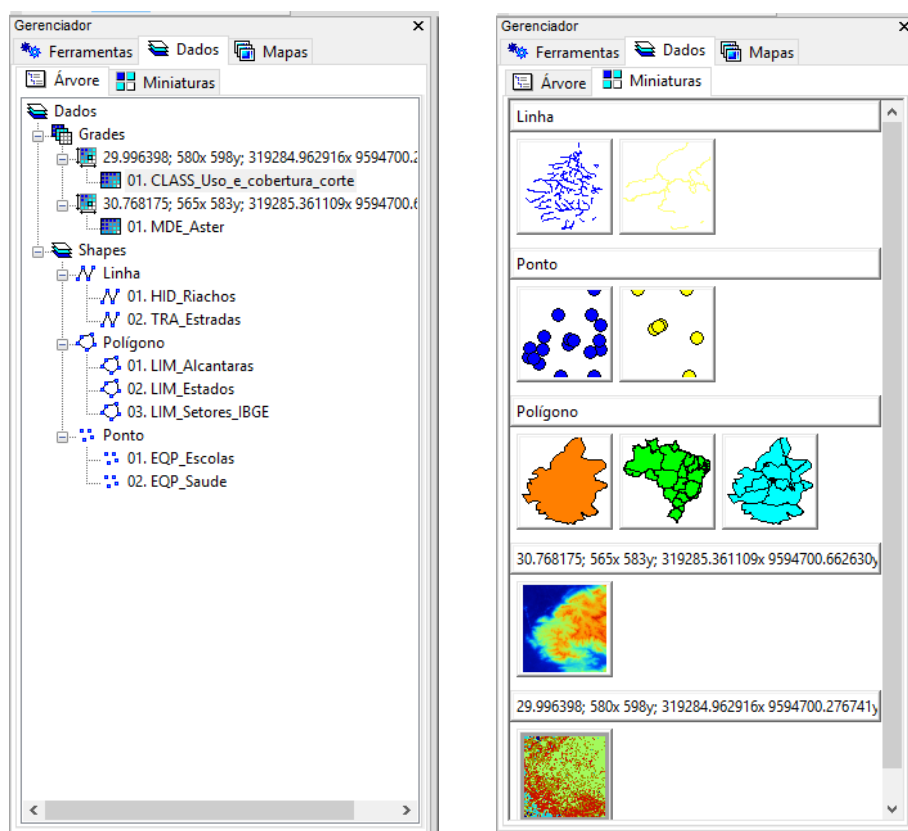 Gerenciador
Ferramentas Dados Mapas
Árvore Miniaturas
Dados
Grades
29.996398; 580x 598y; 319284.962916x 9594700.2
01. CLASS_Uso_e_cobertura_corte
30.768175; 565x 583y; 319285.361109x 9594700.6
01. MDE_Aster
Shapes
Linha
01. HID_Riachos
02. TRA_Estradas
Polígono
01. LIM_Alcantaras
02. LIM_Estados
03. LIM_Setores_IBGE
Ponto
01. EQP_Escolas
02. EQP_Saude
Gerenciador
Ferramentas Dados Mapas
Árvore Miniaturas
Linha
Ponto
Polígono
30.768175; 565x 583y; 319285.361109x 9594700.662630y
29.996398; 580x 598y; 319284.962916x 9594700.276741y